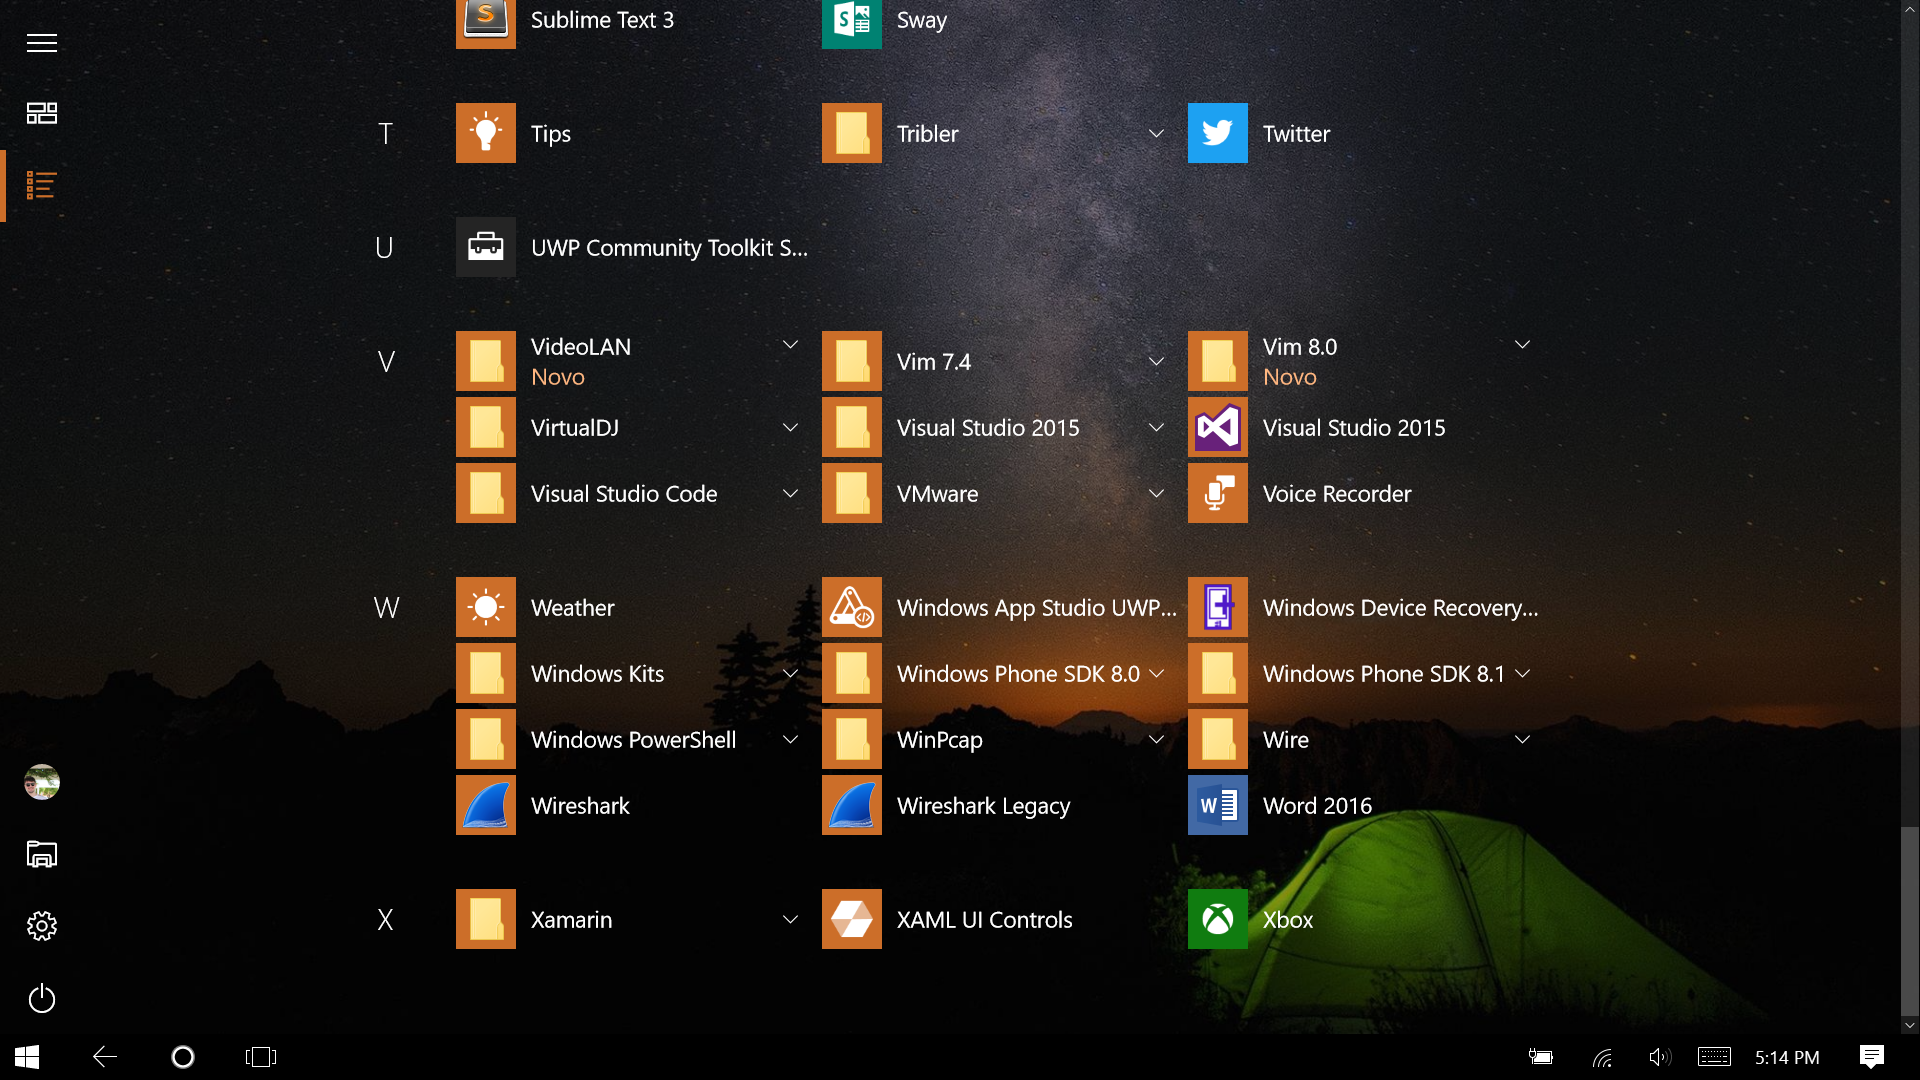 Sublime Text 3
Sway
T
Tips
Tribler
Twitter
U
UWP Community Toolkit S...
V
VideoLAN
Novo
Vim 7.4
Vim 8.0
Novo
VirtualDJ
Visual Studio 2015
Visual Studio 2015
Visual Studio Code
VMware
Voice Recorder
W
Weather
Windows App Studio UWP...
Windows Device Recovery...
Windows Kits
Windows Phone SDK 8.0
Windows Phone SDK 8.1
Windows PowerShell
WinPcap
Wire
Wireshark
Wireshark Legacy
Word 2016
X
Xamarin
XAML UI Controls
Xbox
5:14 PM